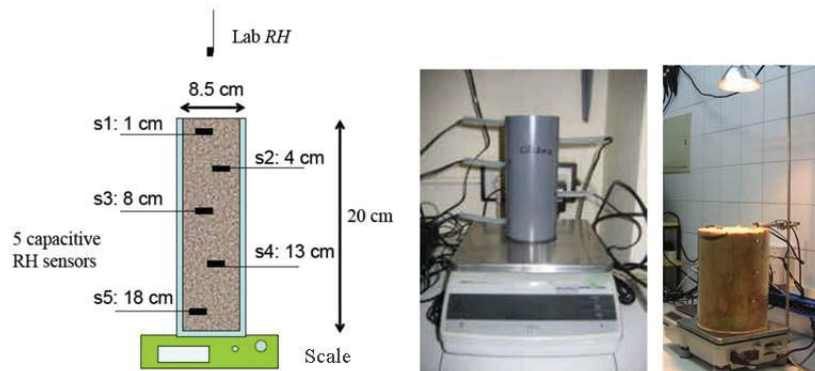 Lab RH
8.5 cm
s1: 1 cm
s2: 4 cm
s3: 8 cm
20 cm
5 capacitive
RH sensors
s4: 13 cm
s5: 18 cm
Scale